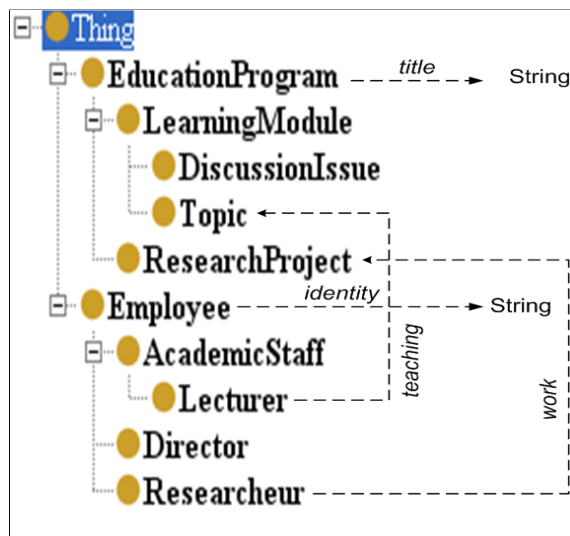 Thing
EducationProgram title String
LearningModule
DiscussionIssue
Topic
ResearchProject
Employee identity String
AcademicStaff
teaching
Lecturer
work
Director
Researcheur